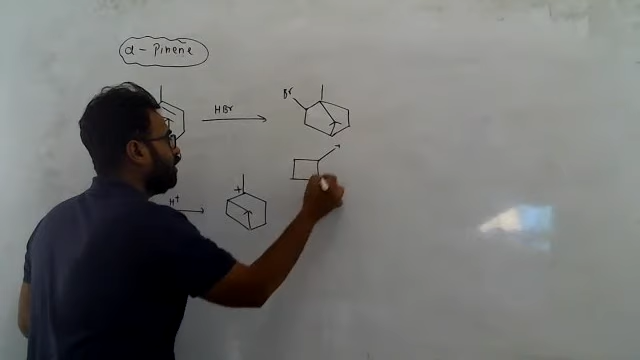 α - Pinene
HBr
Br
H+
+
+